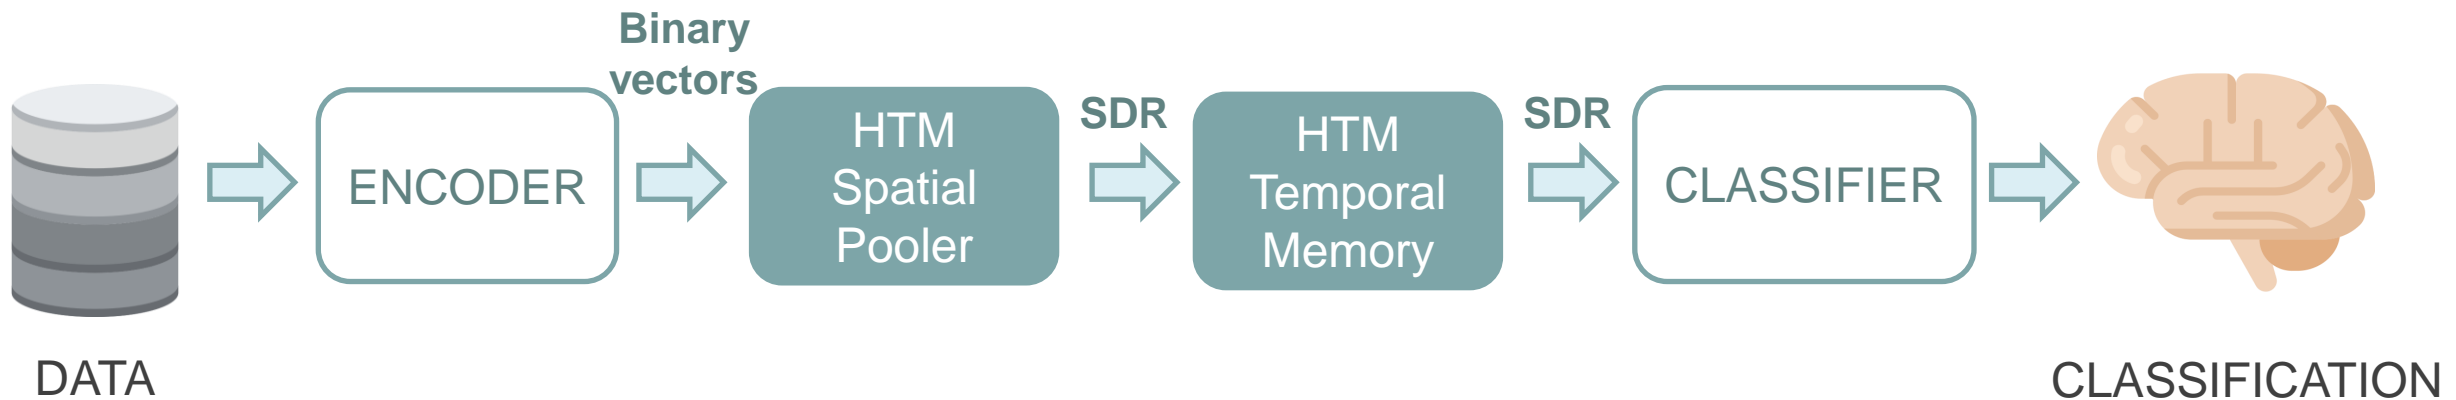 DATA
ENCODER
Binary
vectors
HTM
Spatial
Pooler
SDR
HTM
Temporal
Memory
SDR
CLASSIFIER
CLASSIFICATION